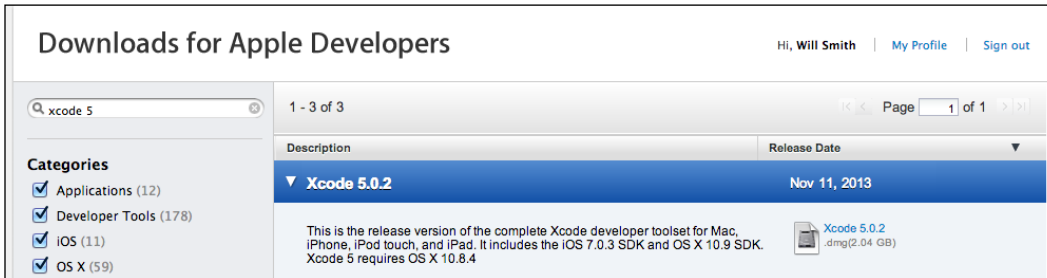 Downloads for Apple Developers
Hi, Will Smith | My Profile | Sign out
xcode 5
1 - 3 of 3
Page 1 of 1
Description
Release Date
Categories
Applications (12)
Developer Tools (178)
iOS (11)
OS X (59)
Xcode 5.0.2
Nov 11, 2013
This is the release version of the complete Xcode developer toolset for Mac,
iPhone, iPod touch, and iPad. It includes the iOS 7.0.3 SDK and OS X 10.9 SDK.
Xcode 5 requires OS X 10.8.4
Xcode 5.0.2
.dmg(2.04 GB)